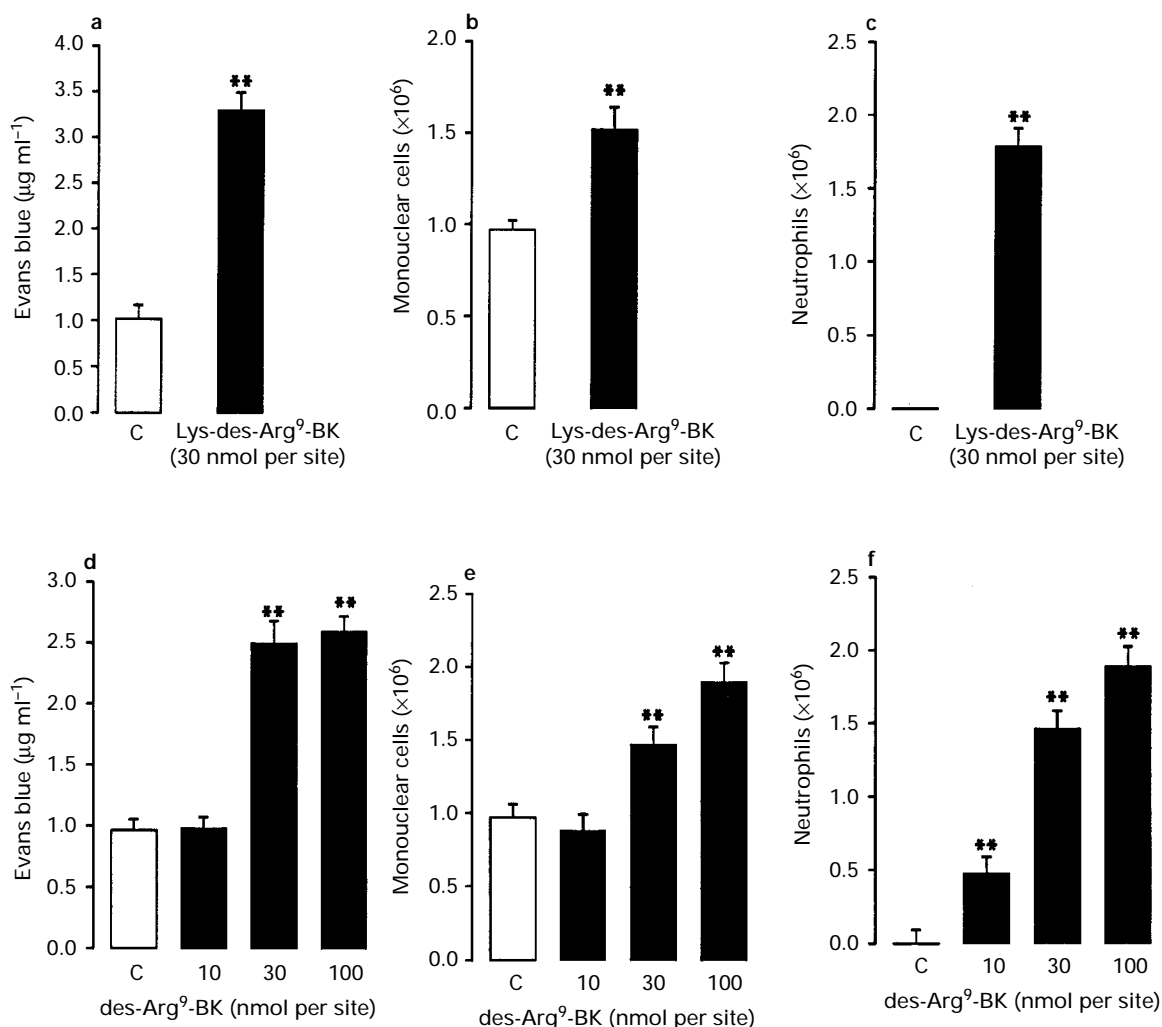 a
Evans blue (µg ml⁻¹)
4.0
3.5
3.0
2.5
2.0
1.5
1.0
0.5
0.0
**
C
Lys-des-Arg⁹-BK
(30 nmol per site)
b
Monouclear cells (×10⁶)
2.0
1.5
1.0
0.5
0.0
**
C
Lys-des-Arg⁹-BK
(30 nmol per site)
c
Neutrophils (×10⁶)
2.5
2.0
1.5
1.0
0.5
0.0
**
C
Lys-des-Arg⁹-BK
(30 nmol per site)
d
Evans blue (µg ml⁻¹)
3.0
2.5
2.0
1.5
1.0
0.5
0.0
** **
C 10 30 100
des-Arg⁹-BK (nmol per site)
e
Monouclear cells (×10⁶)
2.5
2.0
1.5
1.0
0.5
0.0
** **
C 10 30 100
des-Arg⁹-BK (nmol per site)
f
Neutrophils (×10⁶)
2.5
2.0
1.5
1.0
0.5
0.0
** ** **
C 10 30 100
des-Arg⁹-BK (nmol per site)